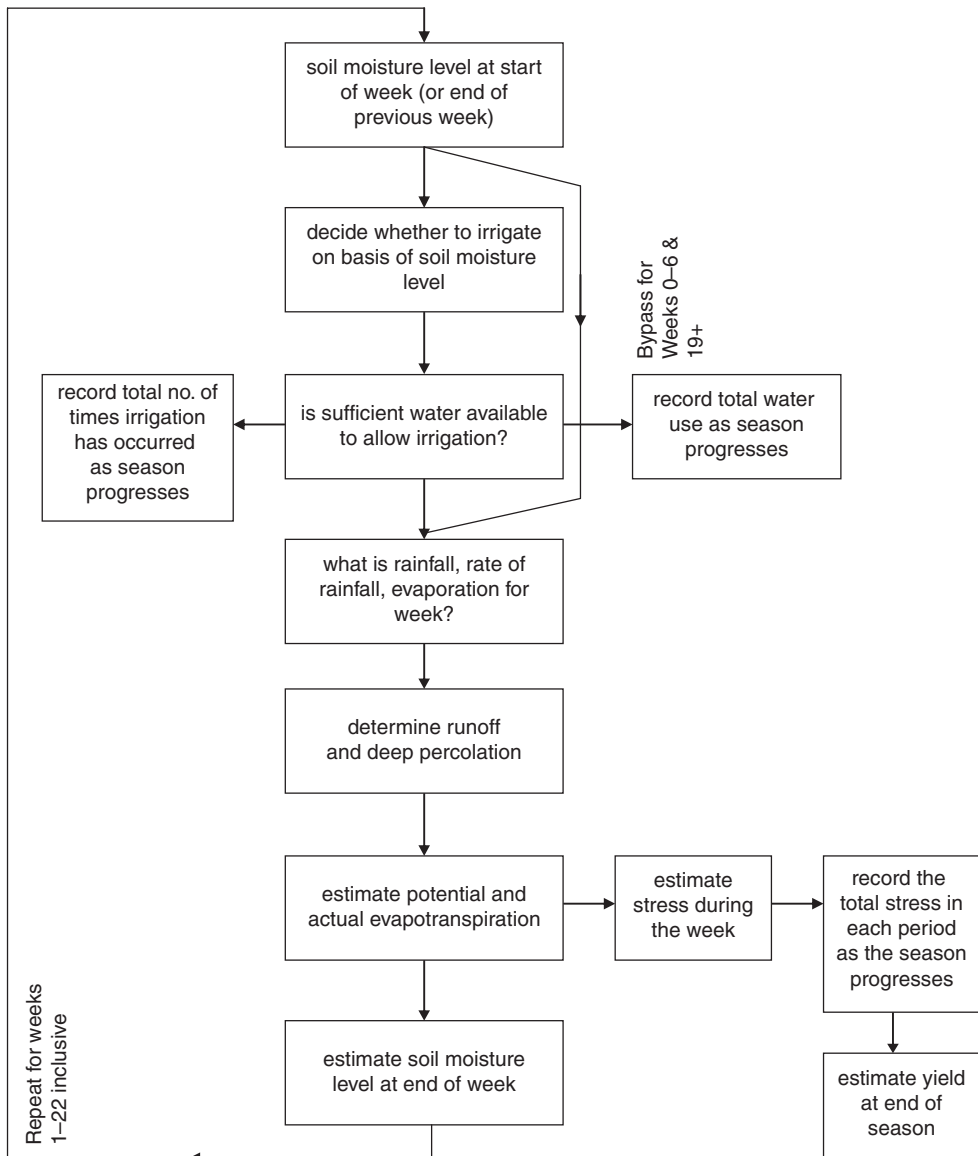 soil moisture level at start
of week (or end of
previous week)
decide whether to irrigate
on basis of soil moisture
level
Bypass for
Weeks 0–6 &
19+
record total no. of
times irrigation
has occurred
as season
progresses
is sufficient water available
to allow irrigation?
record total water
use as season
progresses
what is rainfall, rate of
rainfall, evaporation for
week?
determine runoff
and deep percolation
estimate potential and
actual evapotranspiration
estimate
stress during
the week
record the
total stress in
each period
as the season
progresses
estimate soil moisture
level at end of week
estimate yield
at end of
season
Repeat for weeks
1–22 inclusive